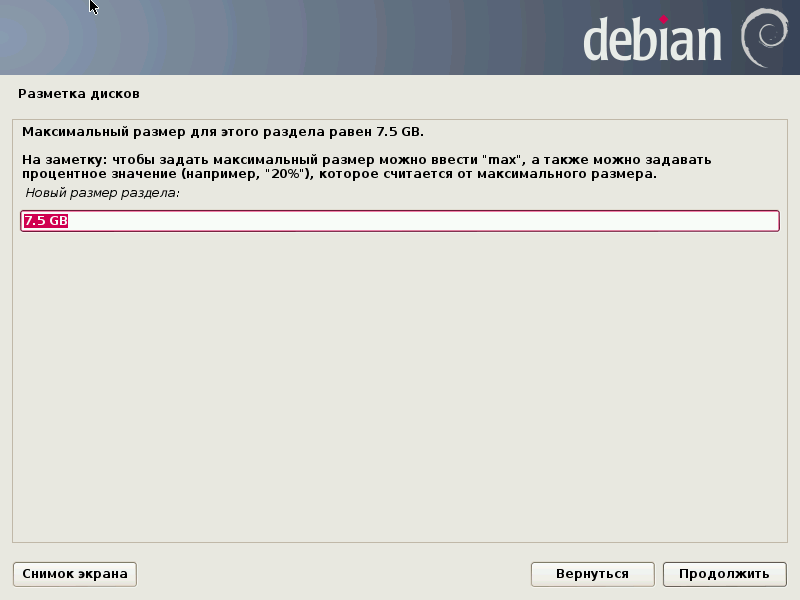 debian
Разметка дисков
Максимальный размер для этого раздела равен 7.5 GB.
На заметку: чтобы задать максимальный размер можно ввести "max", а также можно задавать
процентное значение (например, "20%"), которое считается от максимального размера.
Новый размер раздела:
7.5 GB
Снимок экрана
Вернуться
Продолжить